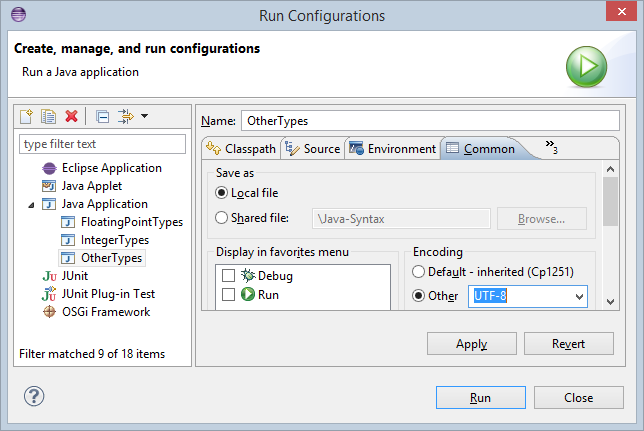 Run Configurations
Create, manage, and run configurations
Run a Java application
type filter text
Eclipse Application
Java Applet
Java Application
FloatingPointTypes
IntegerTypes
OtherTypes
JUnit
JUnit Plug-in Test
OSGi Framework
Filter matched 9 of 18 items
Name: OtherTypes
Classpath Source Environment Common »3
Save as
Local file
Shared file: \Java-Syntax Browse...
Display in favorites menu
Debug
Run
Encoding
Default - inherited (Cp1251)
Other UTF-8
Apply Revert
Run Close